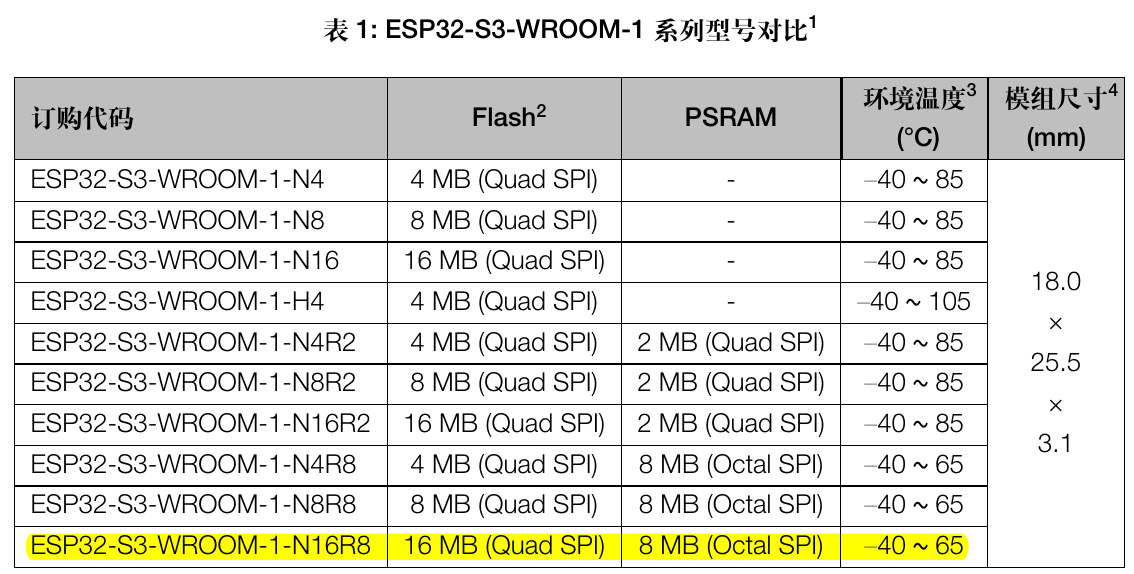 表 1: ESP32-S3-WROOM-1 系列型号对比1
订购代码 Flash2 PSRAM 环境温度3 (°C) 模组尺寸4 (mm)
ESP32-S3-WROOM-1-N4 4 MB (Quad SPI) - –40 ~ 85
ESP32-S3-WROOM-1-N8 8 MB (Quad SPI) - –40 ~ 85
ESP32-S3-WROOM-1-N16 16 MB (Quad SPI) - –40 ~ 85
ESP32-S3-WROOM-1-H4 4 MB (Quad SPI) - –40 ~ 105
ESP32-S3-WROOM-1-N4R2 4 MB (Quad SPI) 2 MB (Quad SPI) –40 ~ 85
ESP32-S3-WROOM-1-N8R2 8 MB (Quad SPI) 2 MB (Quad SPI) –40 ~ 85
ESP32-S3-WROOM-1-N16R2 16 MB (Quad SPI) 2 MB (Quad SPI) –40 ~ 85
ESP32-S3-WROOM-1-N4R8 4 MB (Quad SPI) 8 MB (Octal SPI) –40 ~ 65
ESP32-S3-WROOM-1-N8R8 8 MB (Quad SPI) 8 MB (Octal SPI) –40 ~ 65
ESP32-S3-WROOM-1-N16R8 16 MB (Quad SPI) 8 MB (Octal SPI) –40 ~ 65
18.0
×
25.5
×
3.1